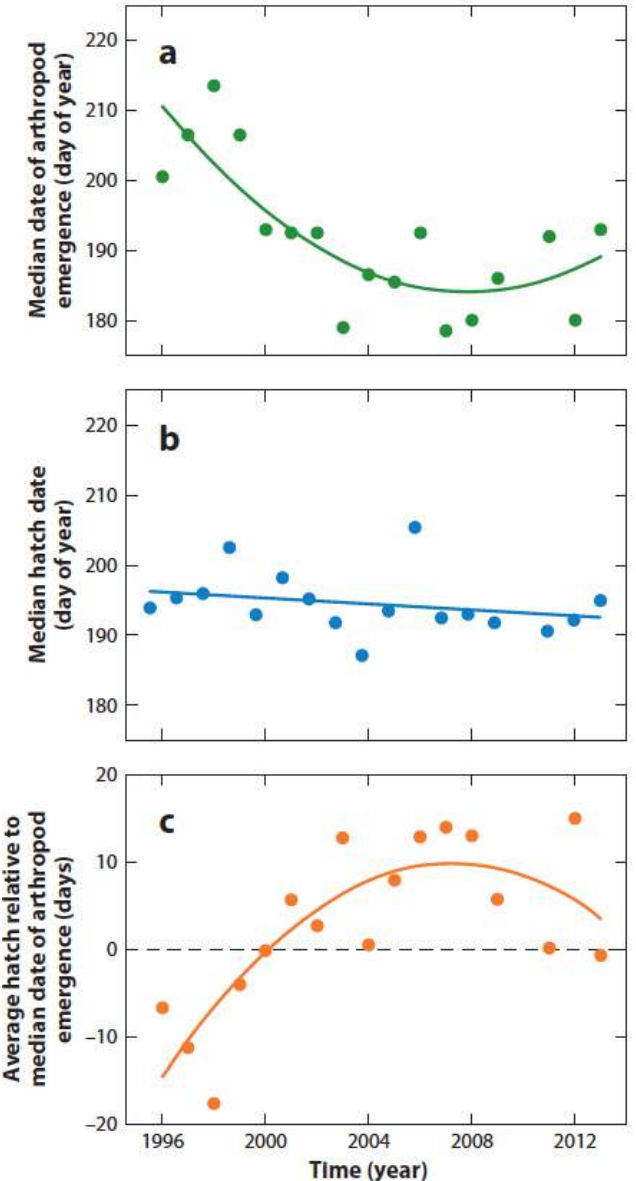 a
Median date of arthropod
emergence (day of year)
220
210
200
190
180
b
Median hatch date
(day of year)
220
210
200
190
180
c
Average hatch relative to
median date of arthropod
emergence (days)
20
10
0
–10
–20
1996 2000 2004 2008 2012
Time (year)